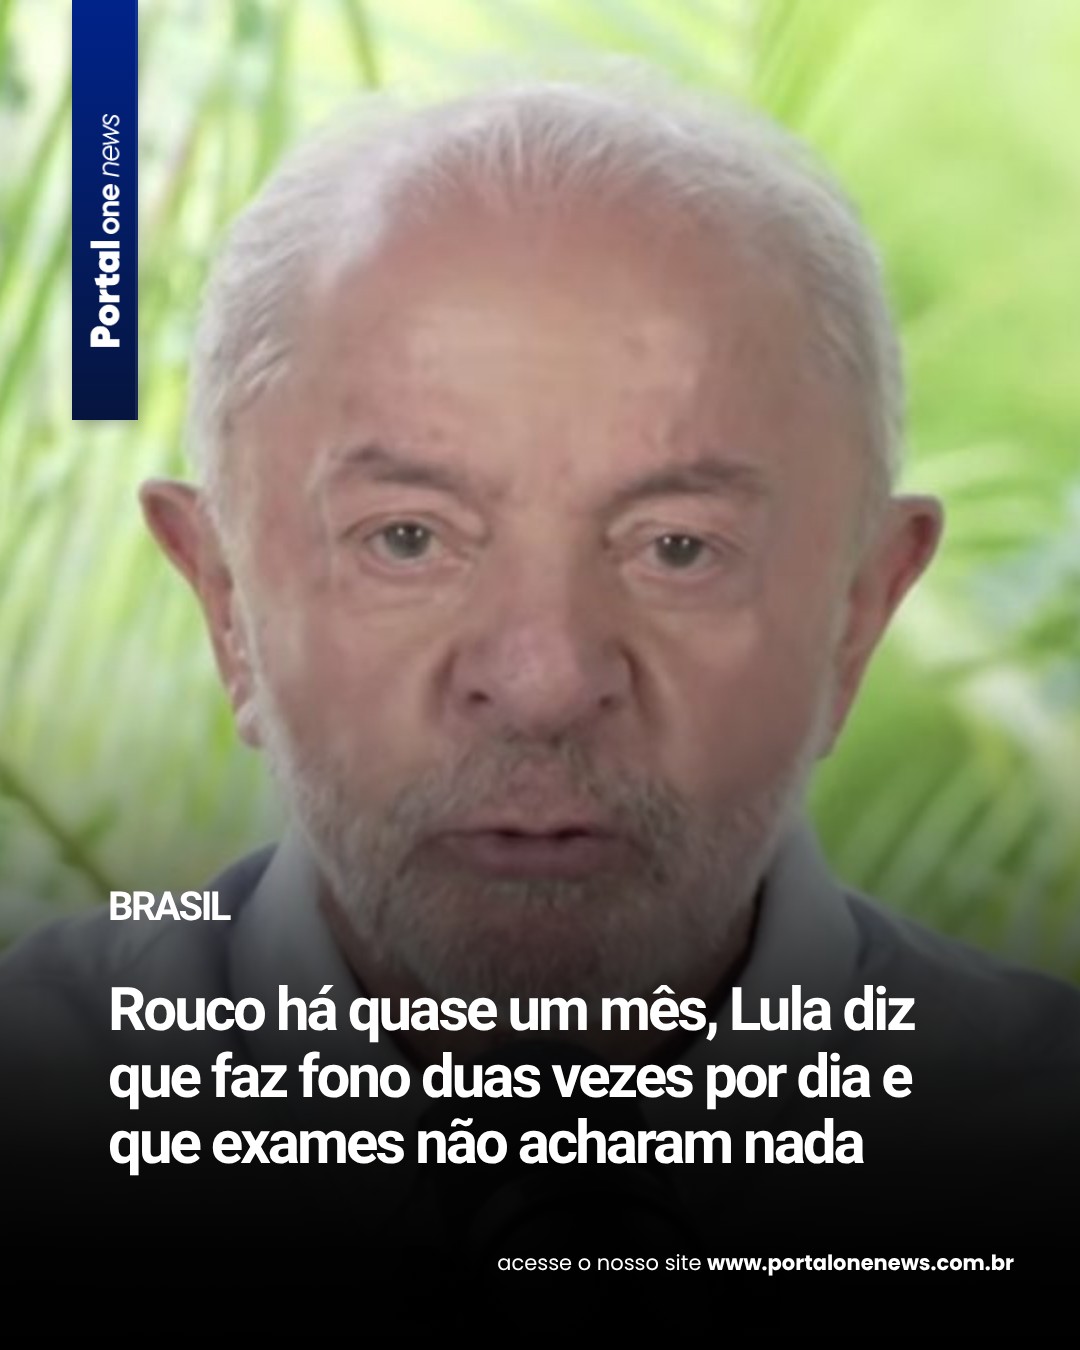 Portal one news
BRASIL
Rouco há quase um mês, Lula diz
que faz fono duas vezes por dia e
que exames não acharam nada
acesse o nosso site www.portalonenews.com.br